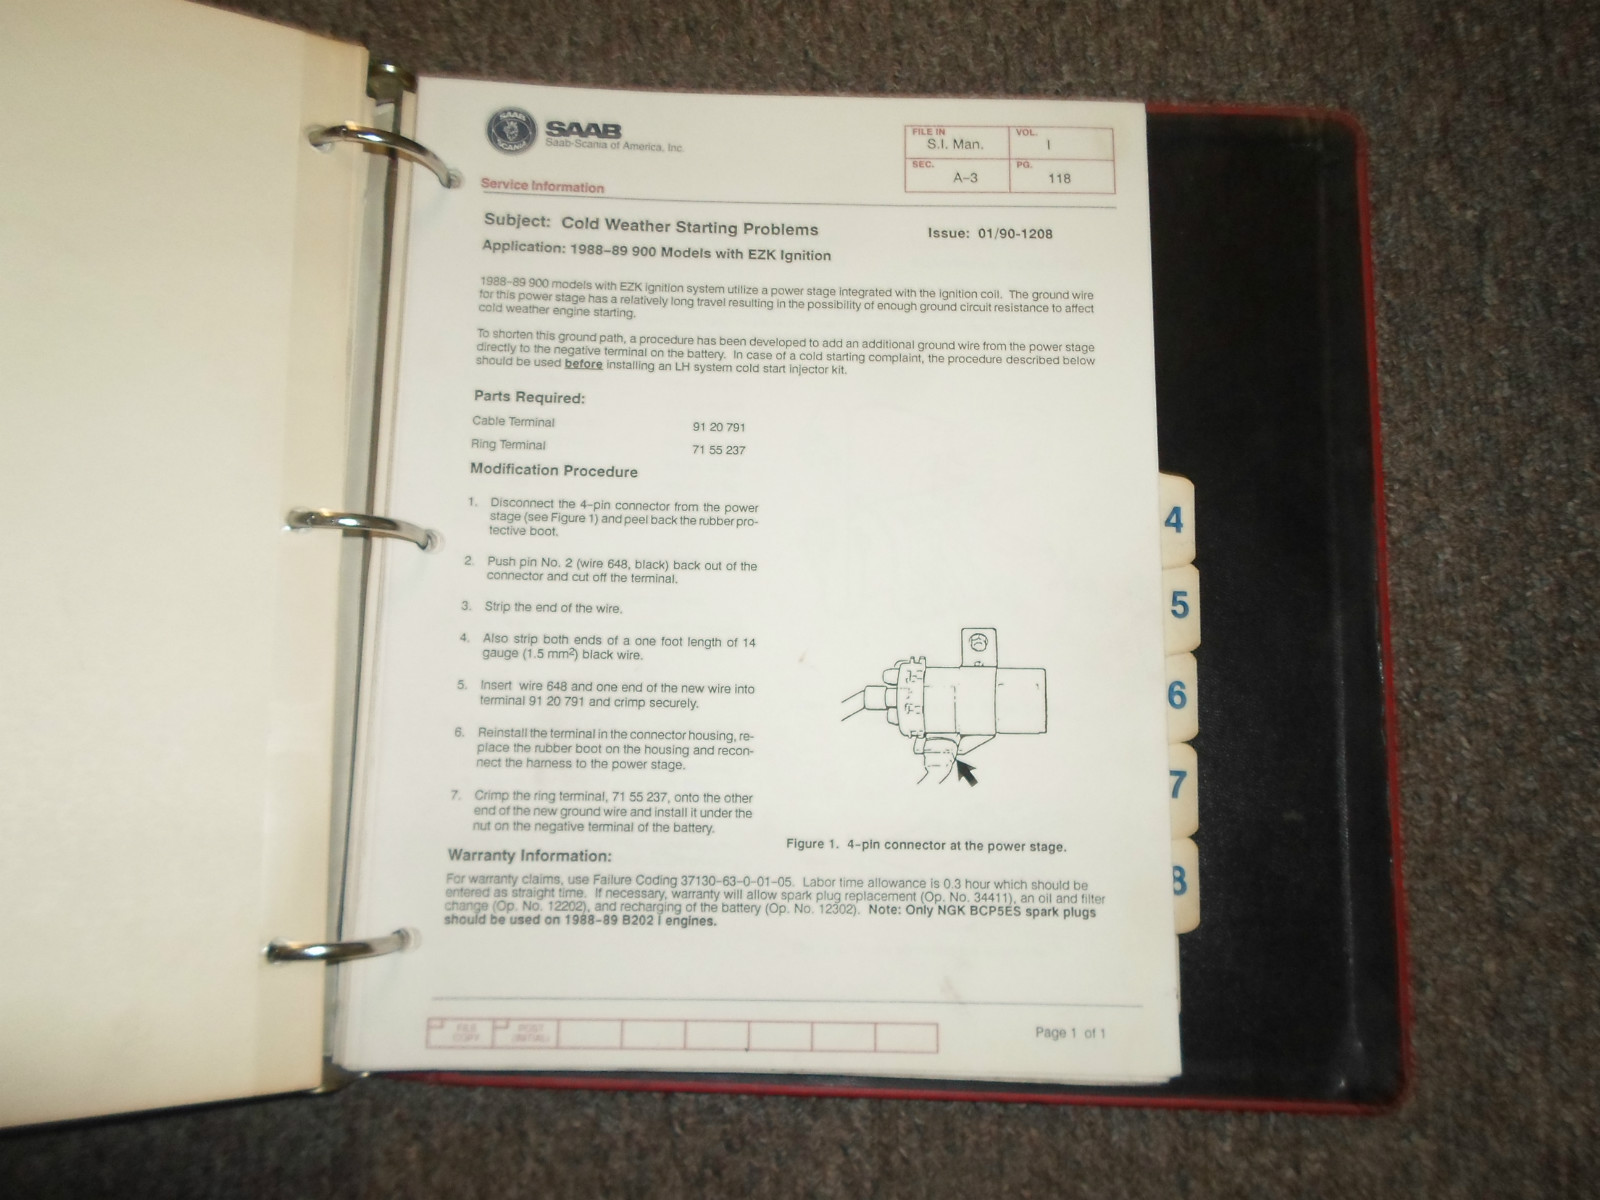 SAAB
SCANIA
SAAB
Saab-Scania of America, Inc.
FILE IN
S.I. Man.
VOL.
I
SEC.
A-3
PG.
118
Service Information
Subject: Cold Weather Starting Problems
Issue: 01/90-1208
Application: 1988-89 900 Models with EZK Ignition
1988-89 900 models with EZK ignition system utilize a power stage integrated with the ignition coil. The ground wire
for this power stage has a relatively long travel resulting in the possibility of enough ground circuit resistance to affect
cold weather engine starting.
To shorten this ground path, a procedure has been developed to add an additional ground wire from the power stage
directly to the negative terminal on the battery. In case of a cold starting complaint, the procedure described below
should be used before installing an LH system cold start injector kit.
Parts Required:
Cable Terminal 91 20 791
Ring Terminal 71 55 237
Modification Procedure
1. Disconnect the 4-pin connector from the power
stage (see Figure 1) and peel back the rubber pro-
tective boot.
2. Push pin No. 2 (wire 648, black) back out of the
connector and cut off the terminal.
3. Strip the end of the wire.
4. Also strip both ends of a one foot length of 14
gauge (1.5 mm²) black wire.
5. Insert wire 648 and one end of the new wire into
terminal 91 20 791 and crimp securely.
6. Reinstall the terminal in the connector housing, re-
place the rubber boot on the housing and recon-
nect the harness to the power stage.
7. Crimp the ring terminal, 71 55 237, onto the other
end of the new ground wire and install it under the
nut on the negative terminal of the battery.
Figure 1. 4-pin connector at the power stage.
Warranty Information:
For warranty claims, use Failure Coding 37130-63-0-01-05. Labor time allowance is 0.3 hour which should be
entered as straight time. If necessary, warranty will allow spark plug replacement (Op. No. 34411), an oil and filter
change (Op. No. 12202), and recharging of the battery (Op. No. 12302). Note: Only NGK BCP5ES spark plugs
should be used on 1988-89 B202 I engines.
FILE
COPY
POST
(INITIAL)
Page 1 of 1
4
5
6
7
8